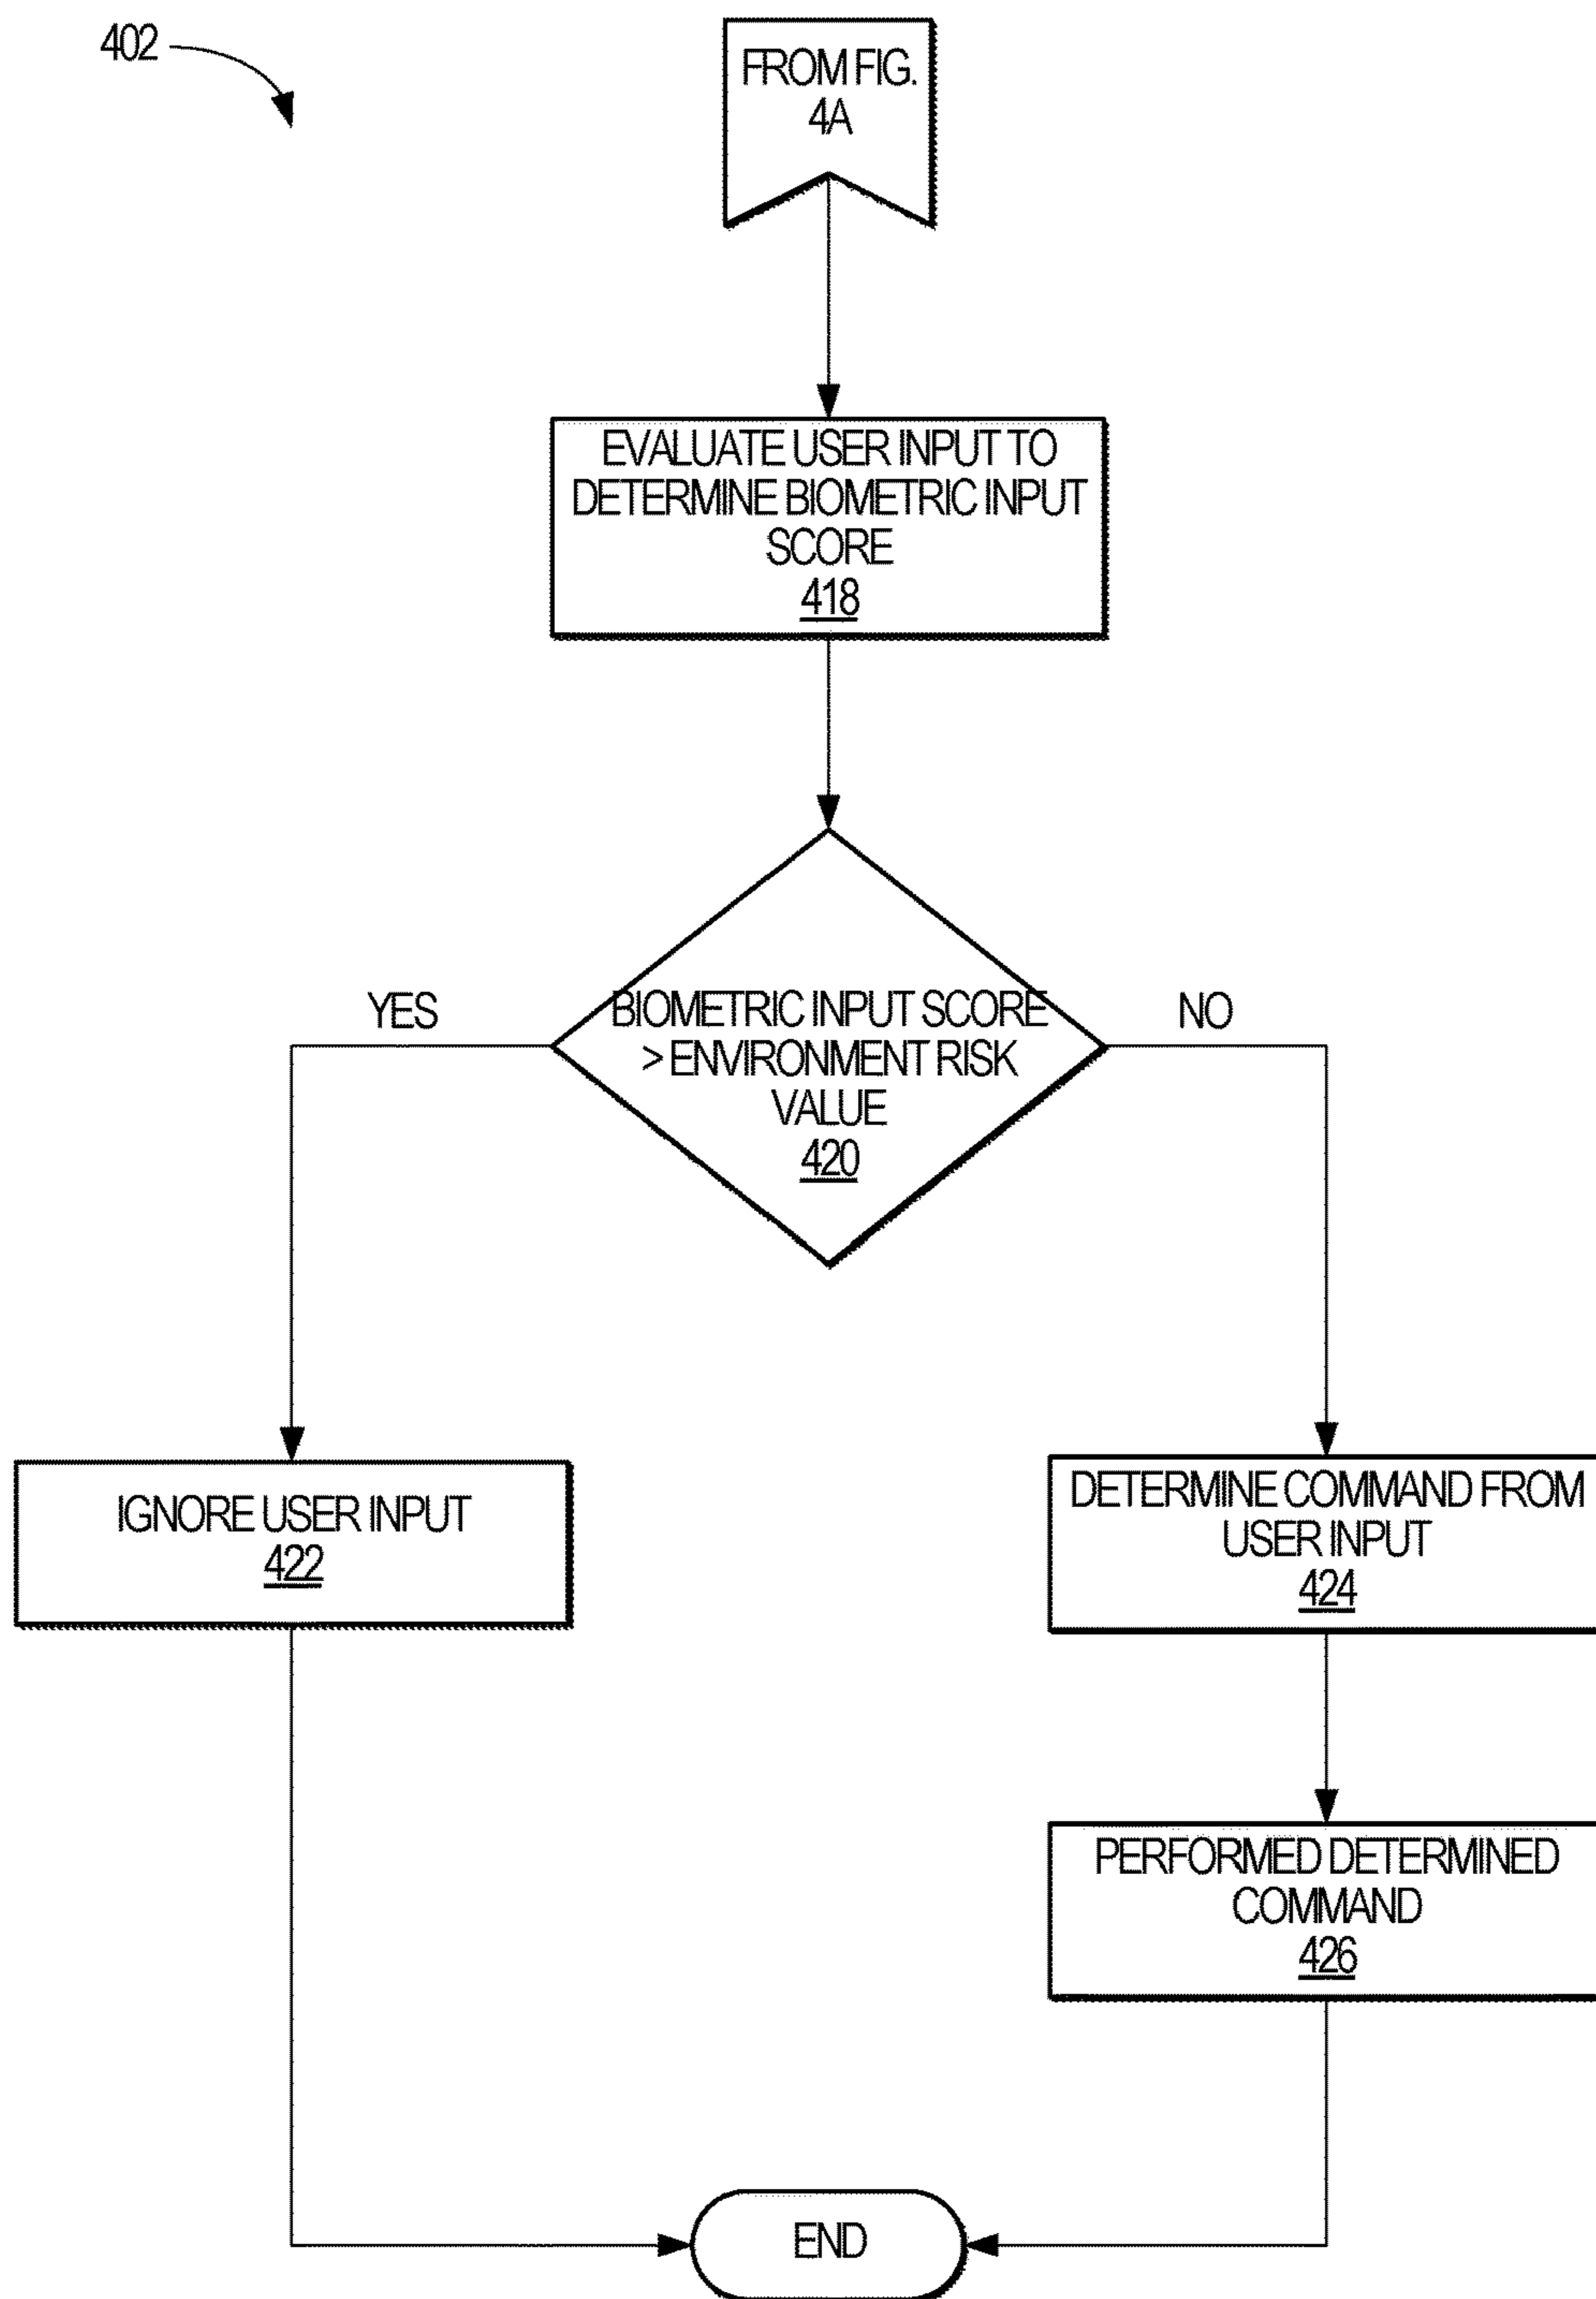 402
FROM FIG.
4A
EVALUATE USER INPUT TO
DETERMINE BIOMETRIC INPUT
SCORE
418
YES
BIOMETRIC INPUT SCORE
> ENVIRONMENT RISK
VALUE
420
NO
IGNORE USER INPUT
422
DETERMINE COMMAND FROM
USER INPUT
424
PERFORMED DETERMINED
COMMAND
426
END